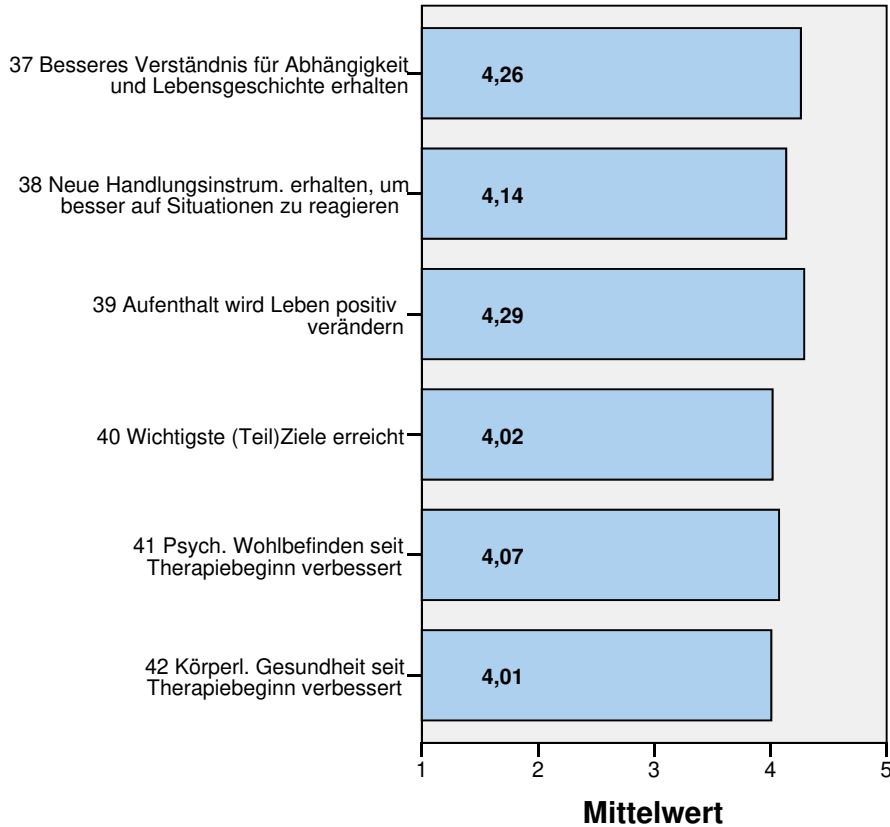 37 Besseres Verständnis für Abhängigkeit
und Lebensgeschichte erhalten
4,26
38 Neue Handlungsinstrum. erhalten, um
besser auf Situationen zu reagieren
4,14
39 Aufenthalt wird Leben positiv
verändern
4,29
40 Wichtigste (Teil)Ziele erreicht
4,02
41 Psych. Wohlbefinden seit
Therapiebeginn verbessert
4,07
42 Körperl. Gesundheit seit
Therapiebeginn verbessert
4,01
1 2 3 4 5
Mittelwert